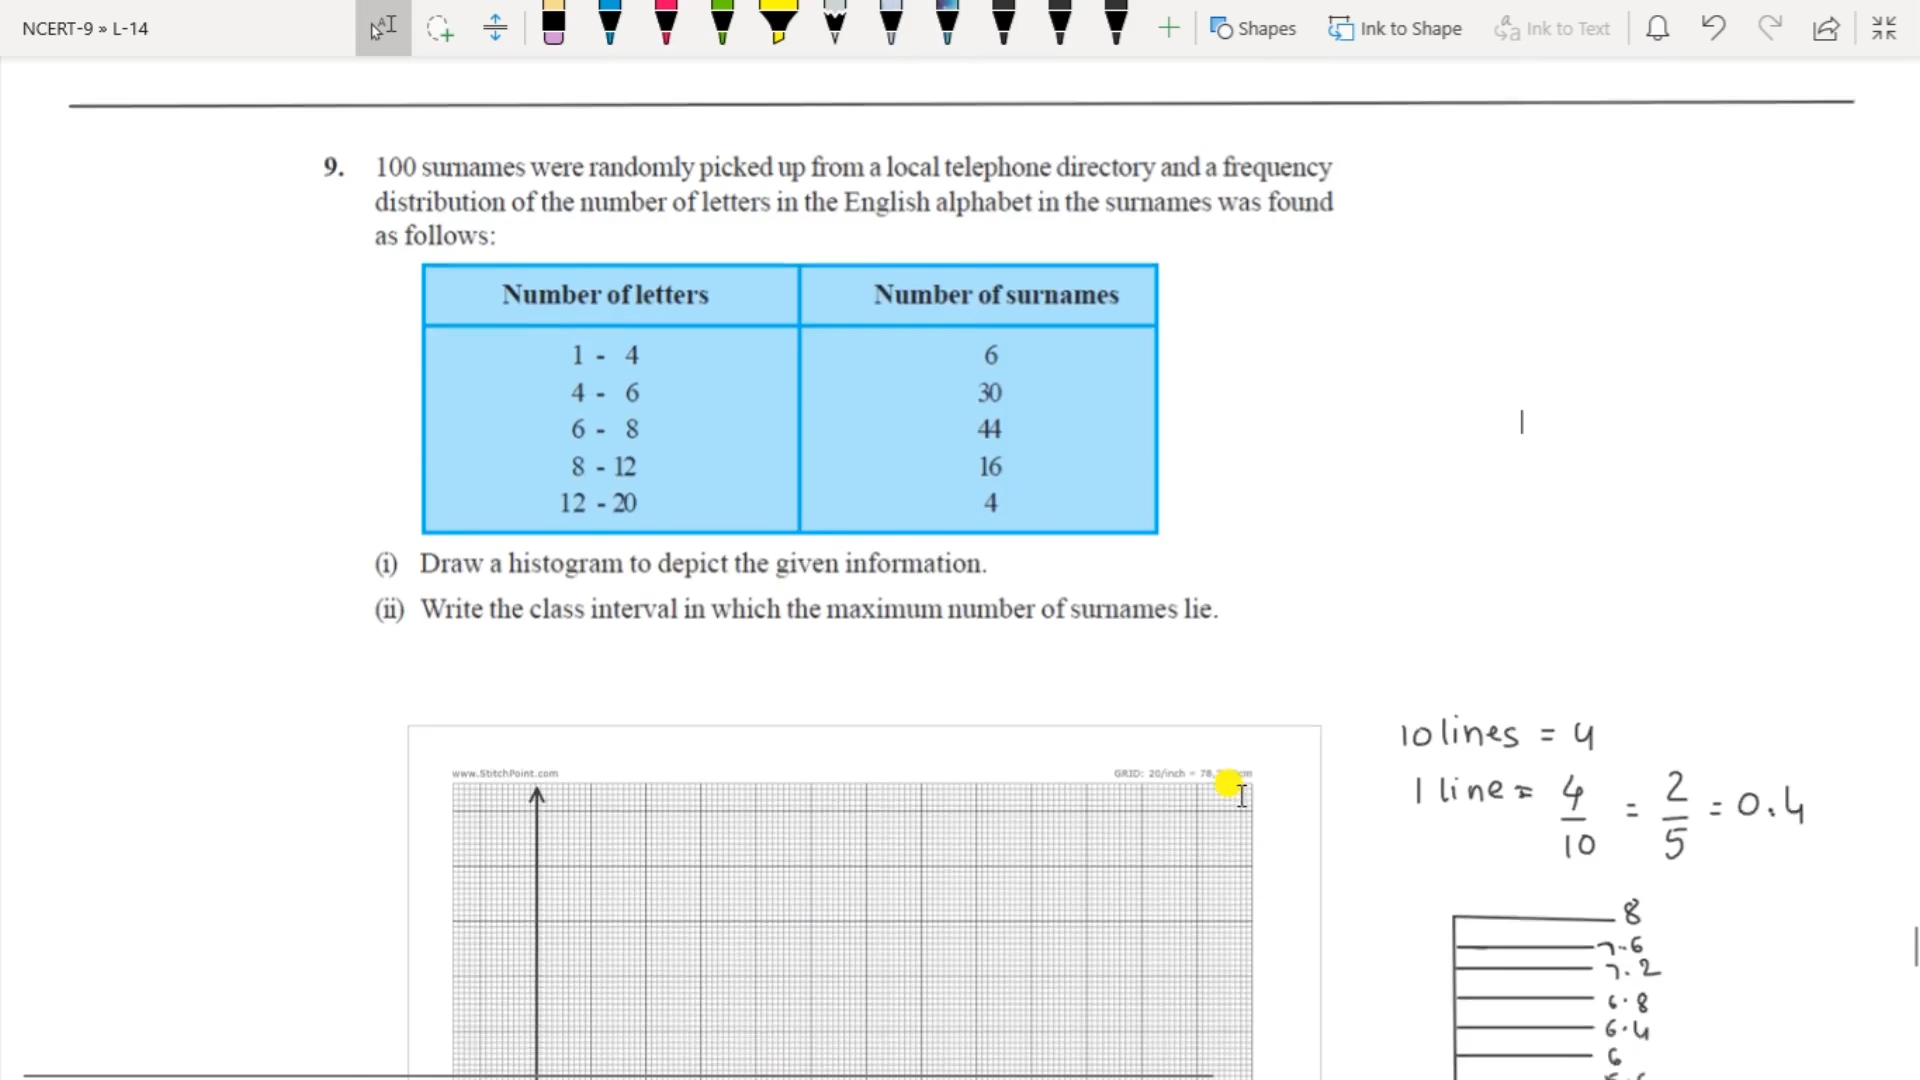 NCERT-9 » L-14
Shapes
Ink to Shape
Ink to Text
9. 100 surnames were randomly picked up from a local telephone directory and a frequency
distribution of the number of letters in the English alphabet in the surnames was found
as follows:
Number of letters Number of surnames
1 - 4 6
4 - 6 30
6 - 8 44
8 - 12 16
12 - 20 4
(i) Draw a histogram to depict the given information.
(ii) Write the class interval in which the maximum number of surnames lie.
www.StitchPoint.com
GRID: 20/inch = 78,
10 lines = 4
1 line = 4/10 = 2/5 = 0.4
8
7.6
7.2
6.8
6.4
6